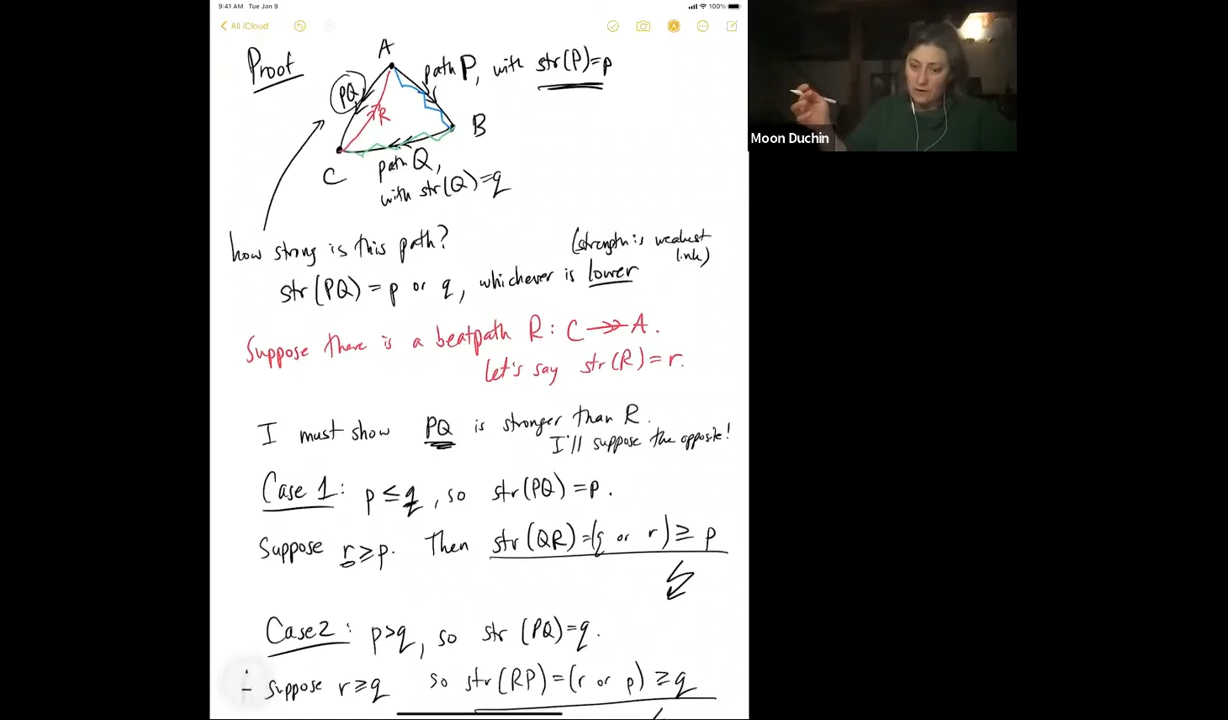 9:41 AM Tue Jan 9
100%
All iCloud
Proof
A
path P, with str(P)=p
PQ
R
B
C
path Q,
with str(Q)=q
how strong is this path?
(strength is weakest
link)
str(PQ) = p or q, whichever is lower
Suppose there is a beatpath R: C ↠ A.
Let's say str(R)=r.
I must show PQ is stronger than R.
I'll suppose the opposite!
Case 1: p ≤ q, so str(PQ)=p.
Suppose r ≥ p. Then str(QR)=(q or r) ≥ p
Case 2: p>q, so str(PQ)=q.
Suppose r ≥ q so str(RP)=(r or p) ≥ q
Moon Duchin